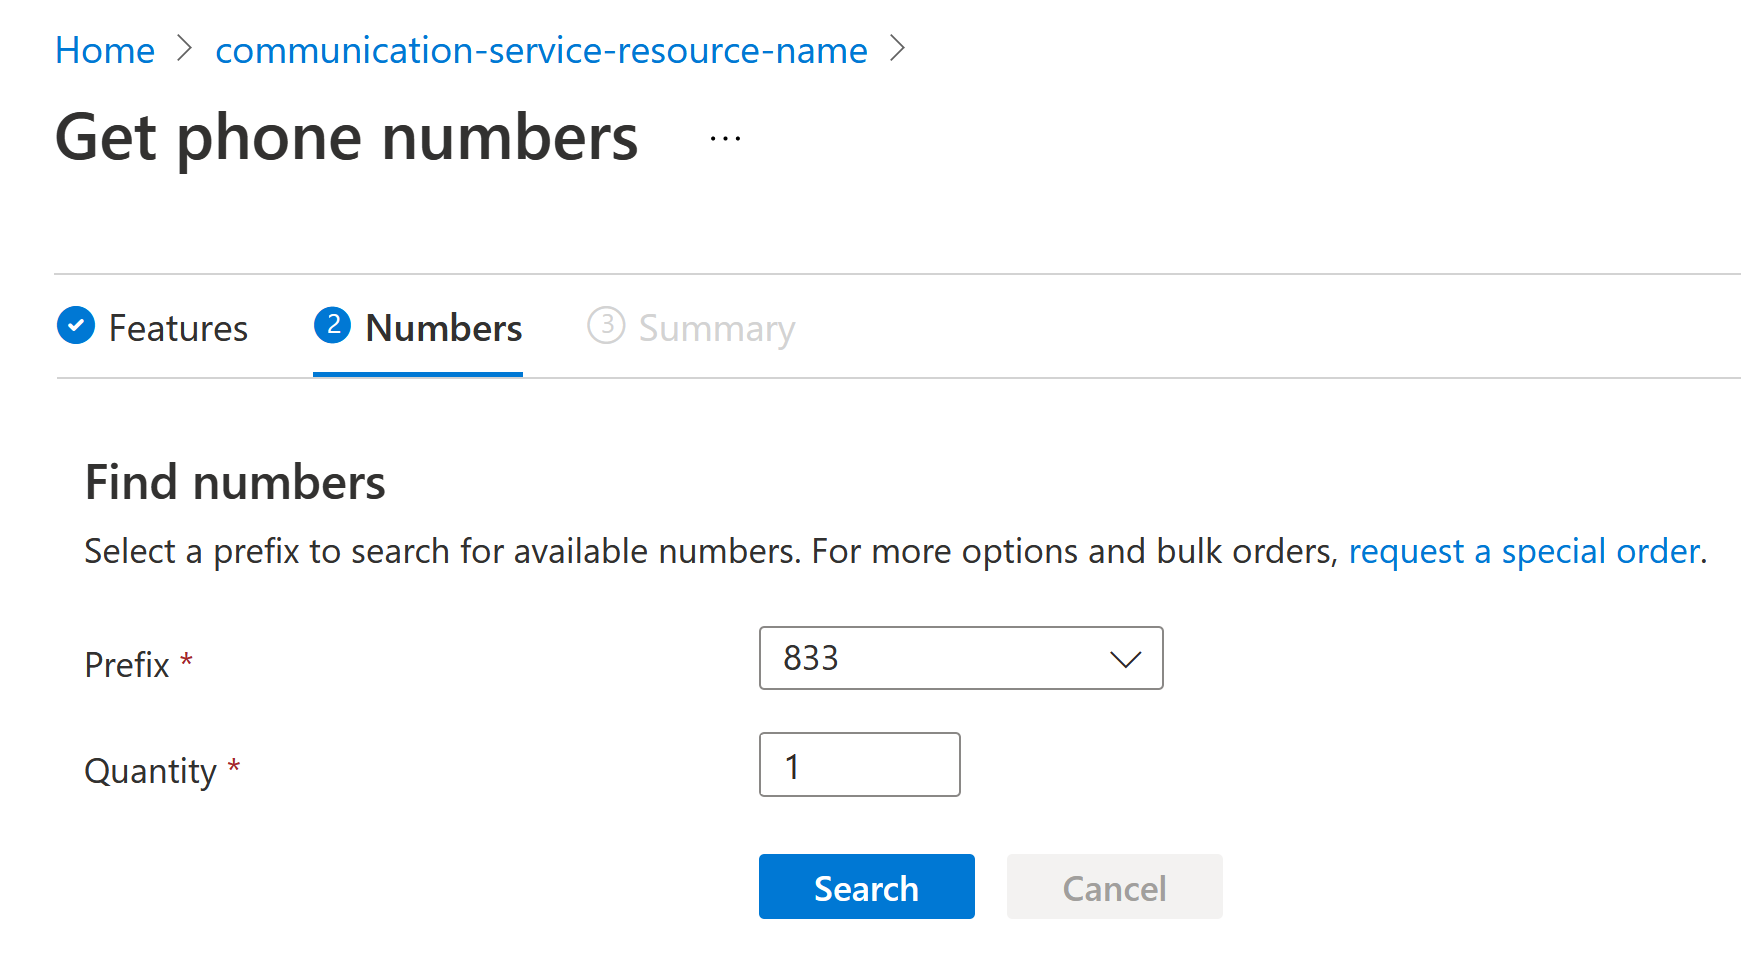 Home > communication-service-resource-name >
Get phone numbers ...
Features 2 Numbers 3 Summary
Find numbers
Select a prefix to search for available numbers. For more options and bulk orders, request a special order.
Prefix * 833
Quantity * 1
Search Cancel